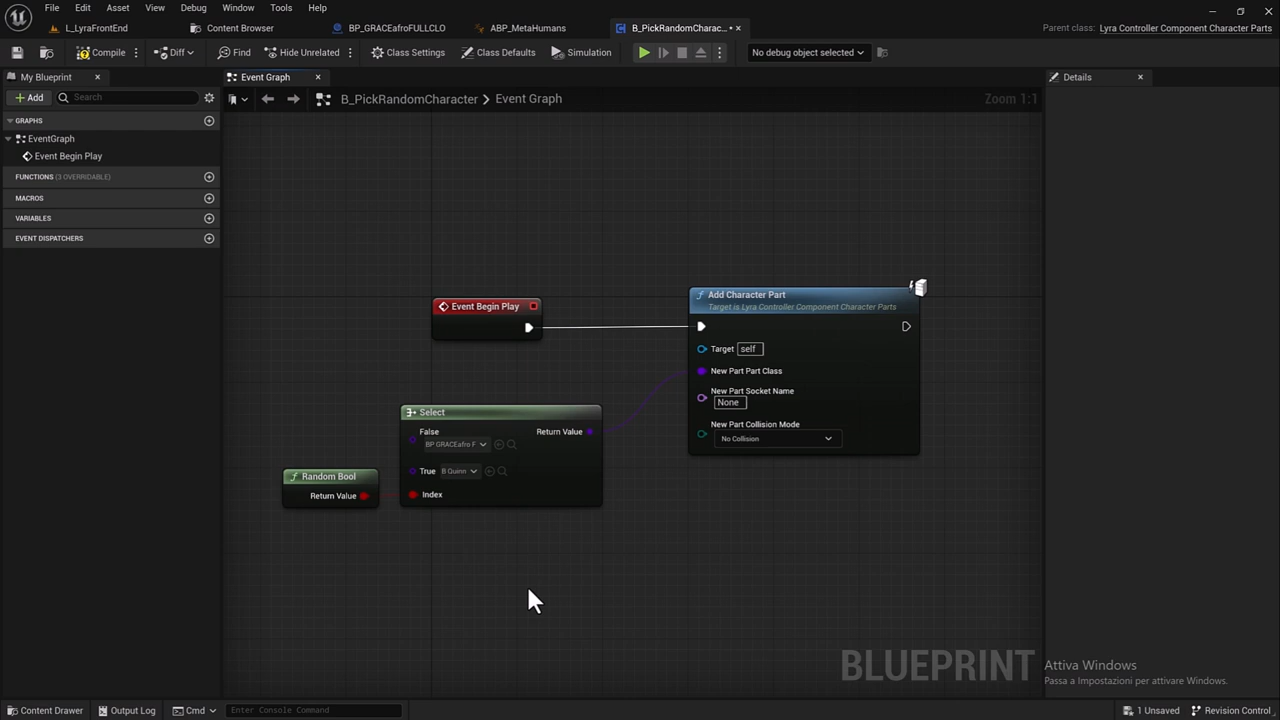 File Edit Asset View Debug Window Tools Help
L_LyraFrontEnd Content Browser BP_GRACEafroFULLCLO ABP_MetaHumans B_PickRandomCharac... • Parent class: Lyra Controller Component Character Parts
Compile Diff Find Hide Unrelated Class Settings Class Defaults Simulation No debug object selected
My Blueprint Event Graph Details
Add Search B_PickRandomCharacter > Event Graph Zoom 1:1
GRAPHS
EventGraph
Event Begin Play
FUNCTIONS (3 OVERRIDABLE)
MACROS
VARIABLES
EVENT DISPATCHERS
Event Begin Play
Add Character Part
Target is Lyra Controller Component Character Parts
Target self
New Part Part Class
New Part Socket Name
None
New Part Collision Mode
No Collision
Select
False Return Value
BP GRACEafro F
True B Quinn
Index
Random Bool
Return Value
BLUEPRINT
Attiva Windows
Passa a Impostazioni per attivare Windows.
Content Drawer Output Log Cmd Enter Console Command 1 Unsaved Revision Control